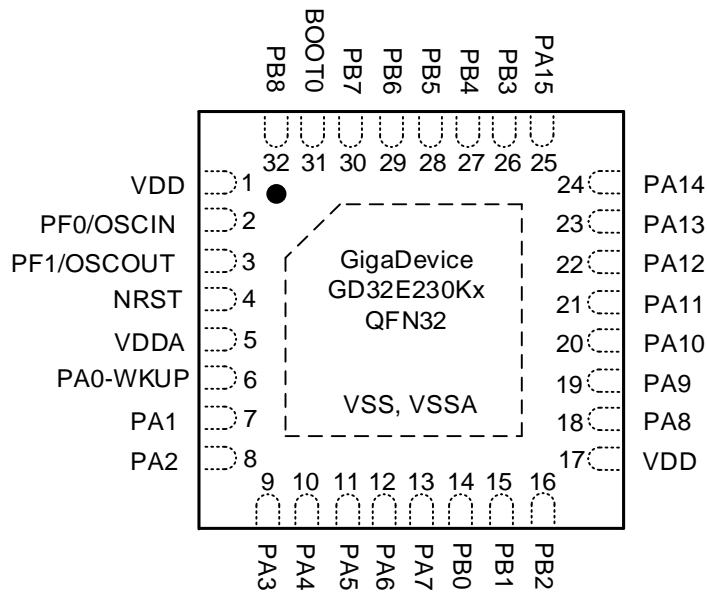 PB8
BOOT0
PB7
PB6
PB5
PB4
PB3
PA15
32 31 30 29 28 27 26 25
VDD 1
PF0/OSCIN 2
PF1/OSCOUT 3
NRST 4
VDDA 5
PA0-WKUP 6
PA1 7
PA2 8
GigaDevice
GD32E230Kx
QFN32
VSS, VSSA
24 PA14
23 PA13
22 PA12
21 PA11
20 PA10
19 PA9
18 PA8
17 VDD
9 10 11 12 13 14 15 16
PA3
PA4
PA5
PA6
PA7
PB0
PB1
PB2